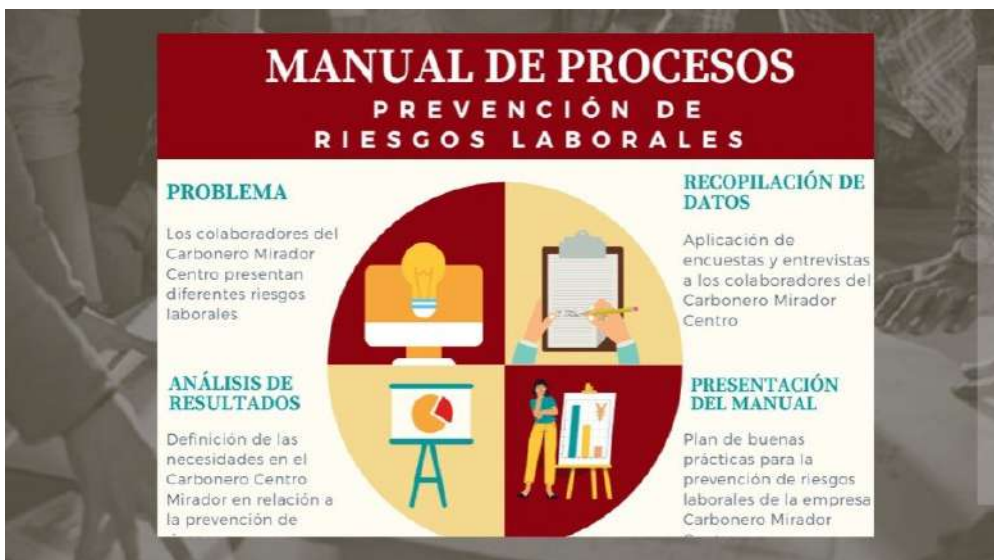 MANUAL DE PROCESOS
PREVENCIÓN DE
RIESGOS LABORALES
PROBLEMA
Los colaboradores del
Carbonero Mirador
Centro presentan
diferentes riesgos
laborales
RECOPILACIÓN DE
DATOS
Aplicación de
encuestas y entrevistas
a los colaboradores del
Carbonero Mirador
Centro
ANÁLISIS DE
RESULTADOS
Definición de las
necesidades en el
Carbonero Centro
Mirador en relación a
la prevención de
PRESENTACIÓN
DEL MANUAL
Plan de buenas
prácticas para la
prevención de riesgos
laborales de la empresa
Carbonero Mirador